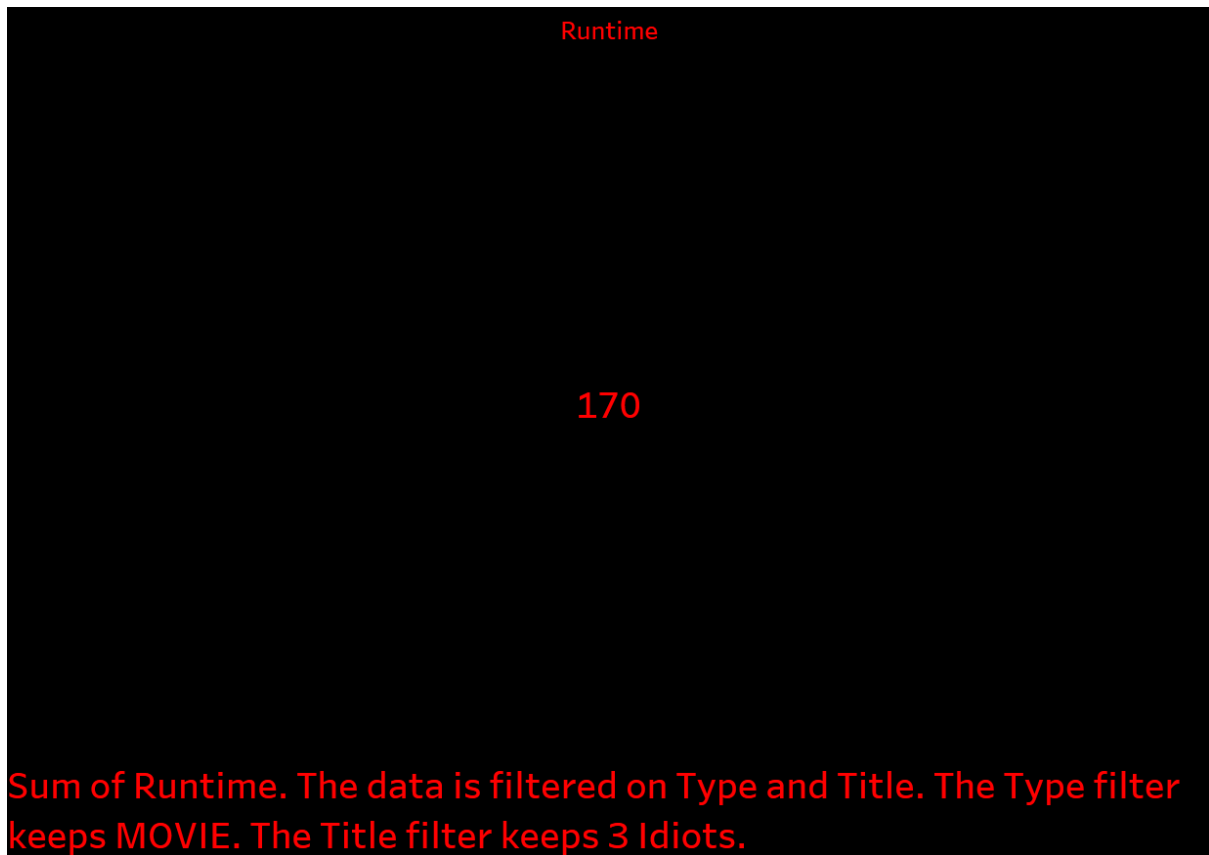 Runtime
170
Sum of Runtime. The data is filtered on Type and Title. The Type filter
keeps MOVIE. The Title filter keeps 3 Idiots.